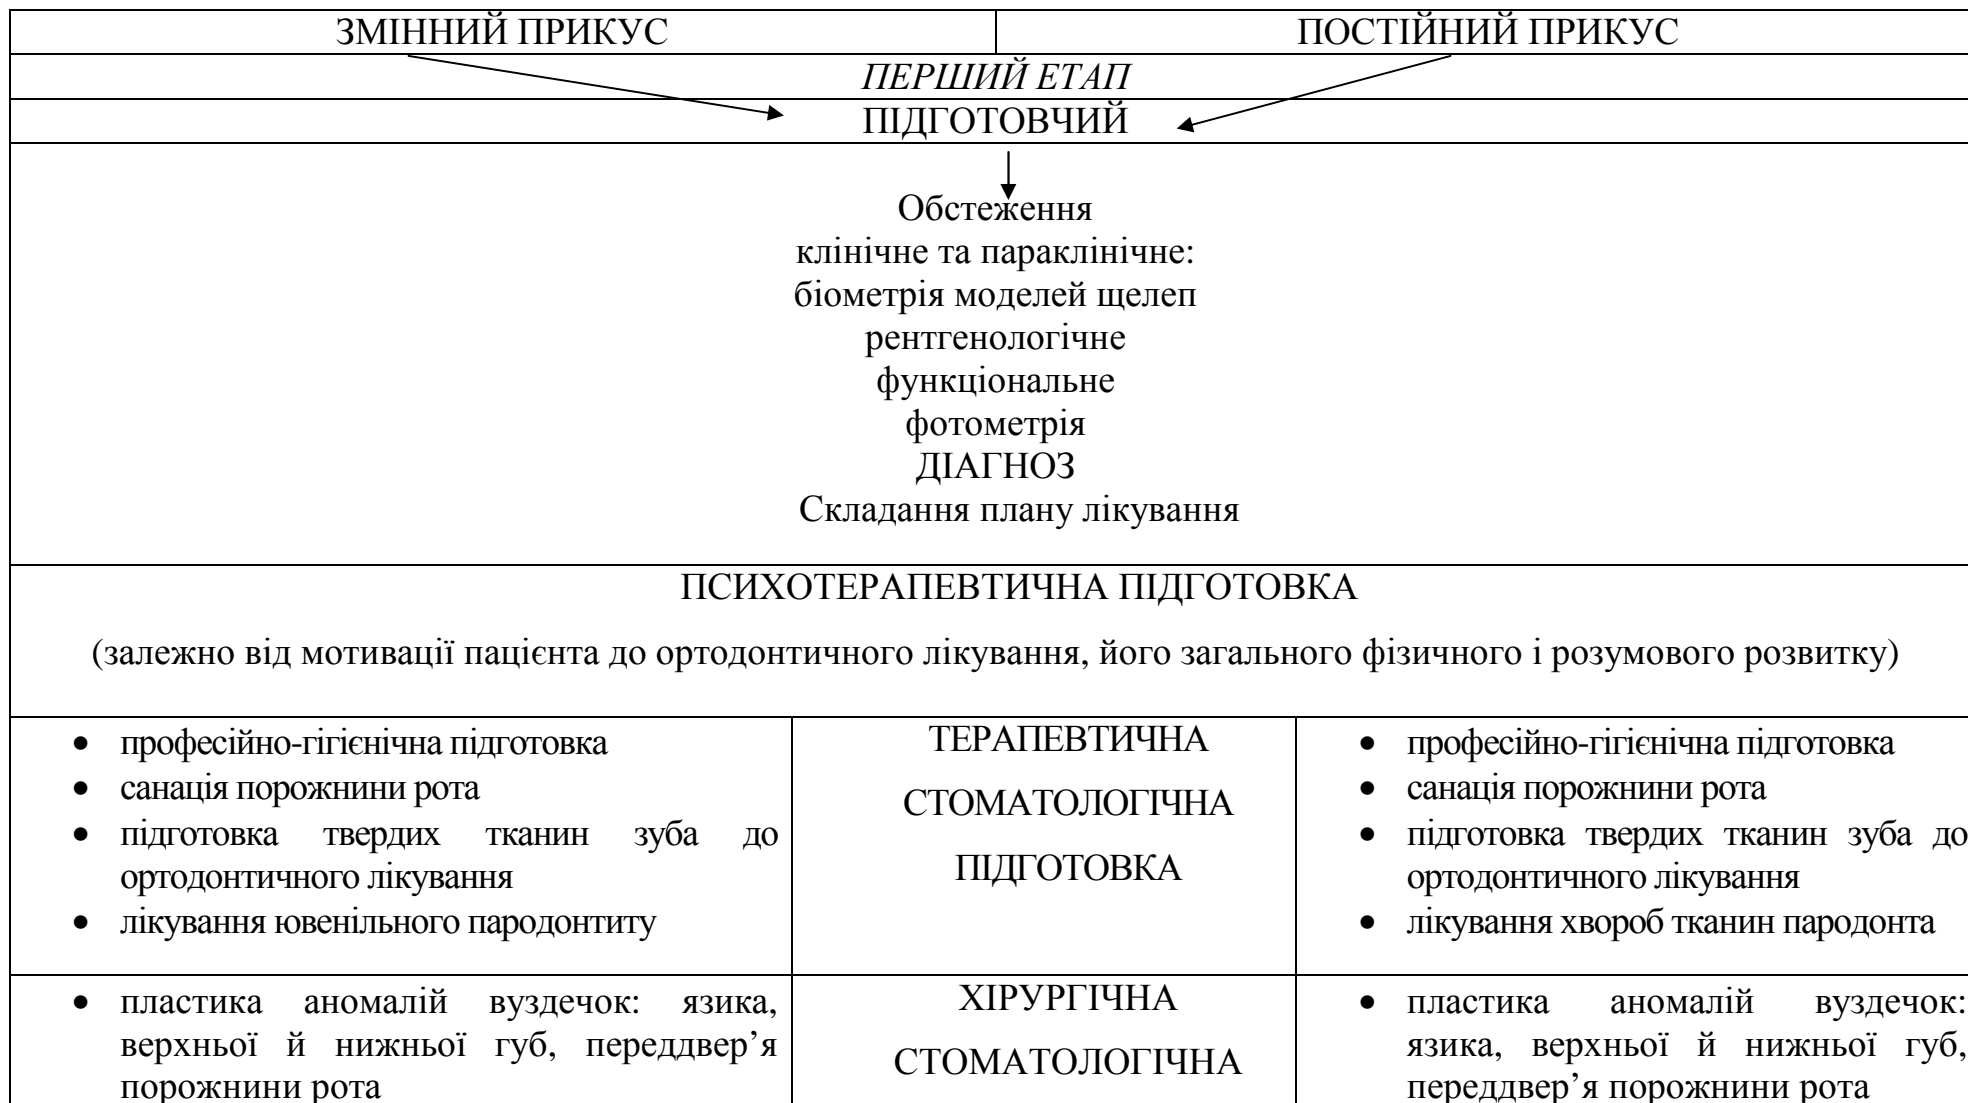 ЗМІННИЙ ПРИКУС ПОСТІЙНИЙ ПРИКУС
ПЕРШИЙ ЕТАП
ПІДГОТОВЧИЙ
Обстеження
клінічне та параклінічне:
біометрія моделей щелеп
рентгенологічне
функціональне
фотометрія
ДІАГНОЗ
Складання плану лікування
ПСИХОТЕРАПЕВТИЧНА ПІДГОТОВКА
(залежно від мотивації пацієнта до ортодонтичного лікування, його загального фізичного і розумового розвитку)
• професійно-гігієнічна підготовка
• санація порожнини рота
• підготовка твердих тканин зуба до
ортодонтичного лікування
• лікування ювенільного пародонтиту
ТЕРАПЕВТИЧНА
СТОМАТОЛОГІЧНА
ПІДГОТОВКА
• професійно-гігієнічна підготовка
• санація порожнини рота
• підготовка твердих тканин зуба до
ортодонтичного лікування
• лікування хвороб тканин пародонта
• пластика аномалій вуздечок: язика,
верхньої й нижньої губ, переддвер’я
порожнини рота
ХІРУРГІЧНА
СТОМАТОЛОГІЧНА
• пластика аномалій вуздечок:
язика, верхньої й нижньої губ,
переддвер’я порожнини рота